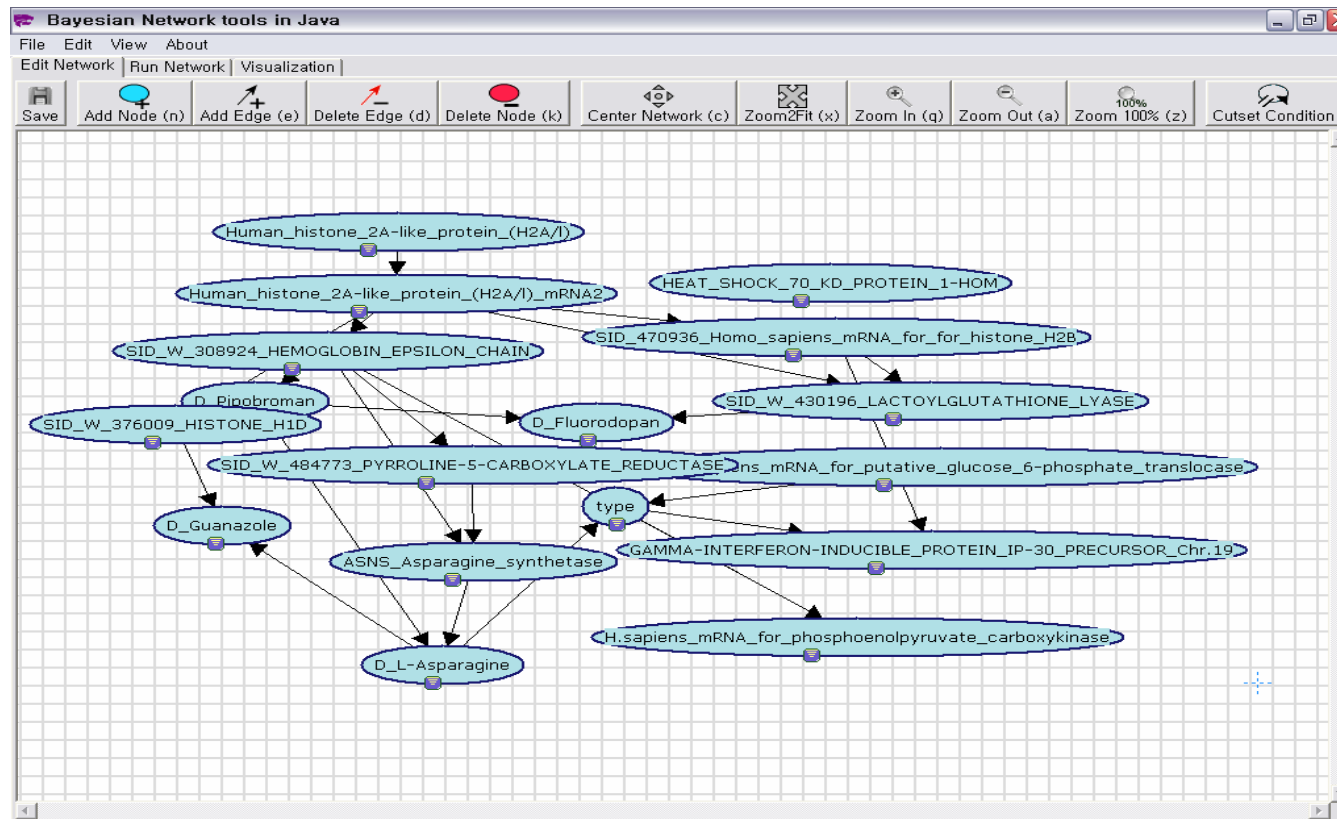 Bayesian Network tools in Java
File Edit View About
Edit Network Run Network Visualization
Save Add Node (n) Add Edge (e) Delete Edge (d) Delete Node (k) Center Network (c) Zoom2Fit (x) Zoom In (q) Zoom Out (a) 100% Zoom 100% (z) Cutset Condition
Human_histone_2A-like_protein_(H2A/l)
HEAT_SHOCK_70_KD_PROTEIN_1-HOM
Human_histone_2A-like_protein_(H2A/l)_mRNA2
SID_470936_Homo_sapiens_mRNA_for_for_histone_H2B
SID_W_308924_HEMOGLOBIN_EPSILON_CHAIN
D_Pipobroman
SID_W_430196_LACTOYLGLUTATHIONE_LYASE
SID_W_376009_HISTONE_H1D
D_Fluorodopan
SID_W_484773_PYRROLINE-5-CARBOXYLATE_REDUCTASE
ens_mRNA_for_putative_glucose_6-phosphate_translocase
type
D_Guanazole
GAMMA-INTERFERON-INDUCIBLE_PROTEIN_IP-30_PRECURSOR_Chr.19
ASNS_Asparagine_synthetase
H.sapiens_mRNA_for_phosphoenolpyruvate_carboxykinase
D_L-Asparagine